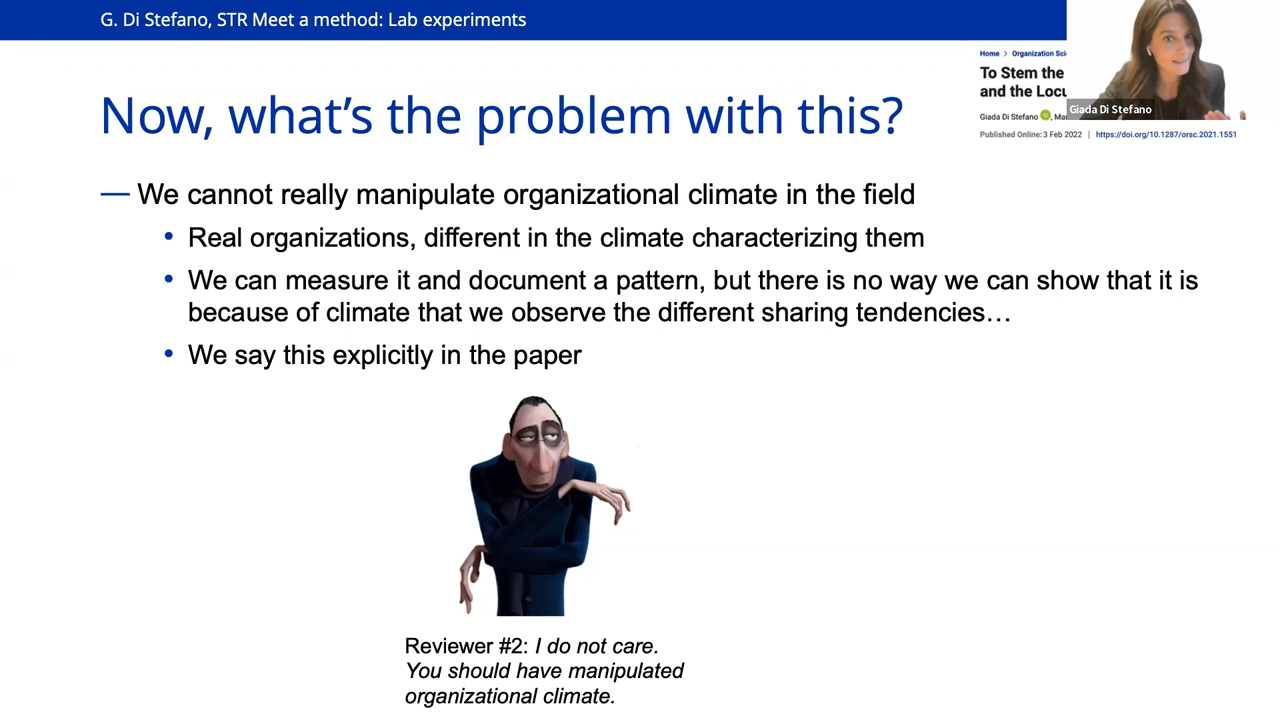 G. Di Stefano, STR Meet a method: Lab experiments
Home > Organization
To Stem the
and the
Giada Di Stefano
Giada Di Stefano
Published Online: 3 Feb 2022 | https://doi.org/10.1287/orsc.2021.1551
Now, what's the problem with this?
— We cannot really manipulate organizational climate in the field
• Real organizations, different in the climate characterizing them
• We can measure it and document a pattern, but there is no way we can show that it is
because of climate that we observe the different sharing tendencies…
• We say this explicitly in the paper
Reviewer #2: I do not care.
You should have manipulated
organizational climate.